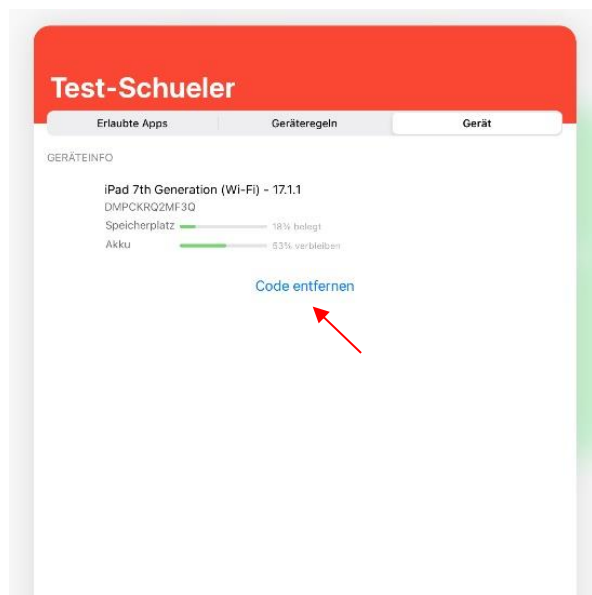 Test-Schueler
Erlaubte Apps Geräteregeln Gerät
GERÄTEINFO
iPad 7th Generation (Wi-Fi) - 17.1.1
DMPCKRQ2MF3Q
Speicherplatz 18% belegt
Akku 53% verbleiben
Code entfernen